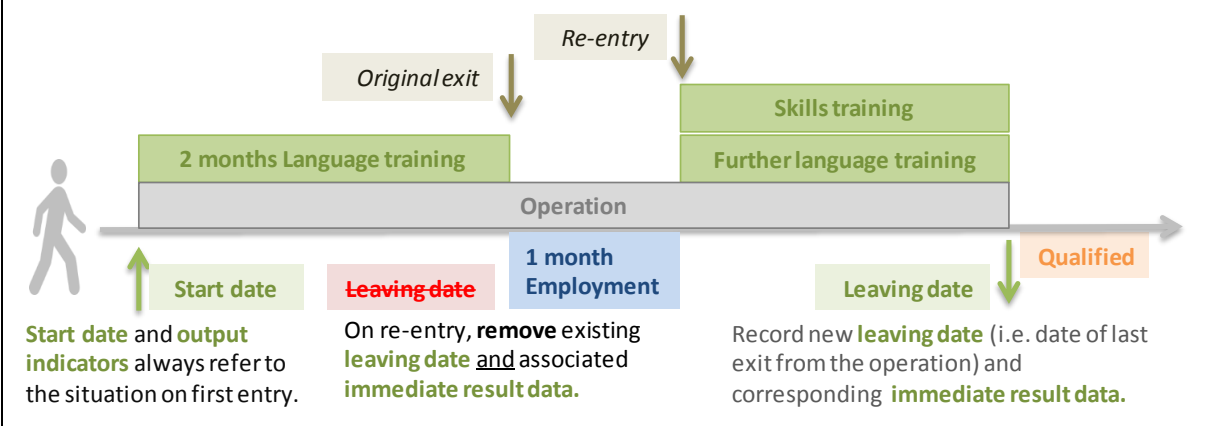 Re-entry
Original exit
Skills training
2 months Language training
Further language training
Operation
Start date
Leaving date
1 month
Employment
Leaving date
Qualified
Start date and output
indicators always refer to
the situation on first entry.
On re-entry, remove existing
leaving date and associated
immediate result data.
Record new leaving date (i.e. date of last
exit from the operation) and
corresponding immediate result data.